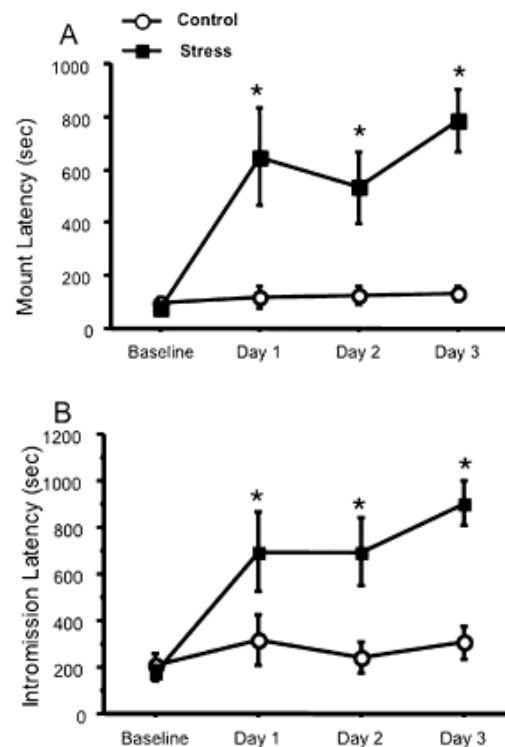 A
Control
Stress
Mount Latency (sec)
1000
800
600
400
200
0
*
*
*
Baseline Day 1 Day 2 Day 3
B
Intromission Latency (sec)
1200
1000
800
600
400
200
0
*
*
*
Baseline Day 1 Day 2 Day 3